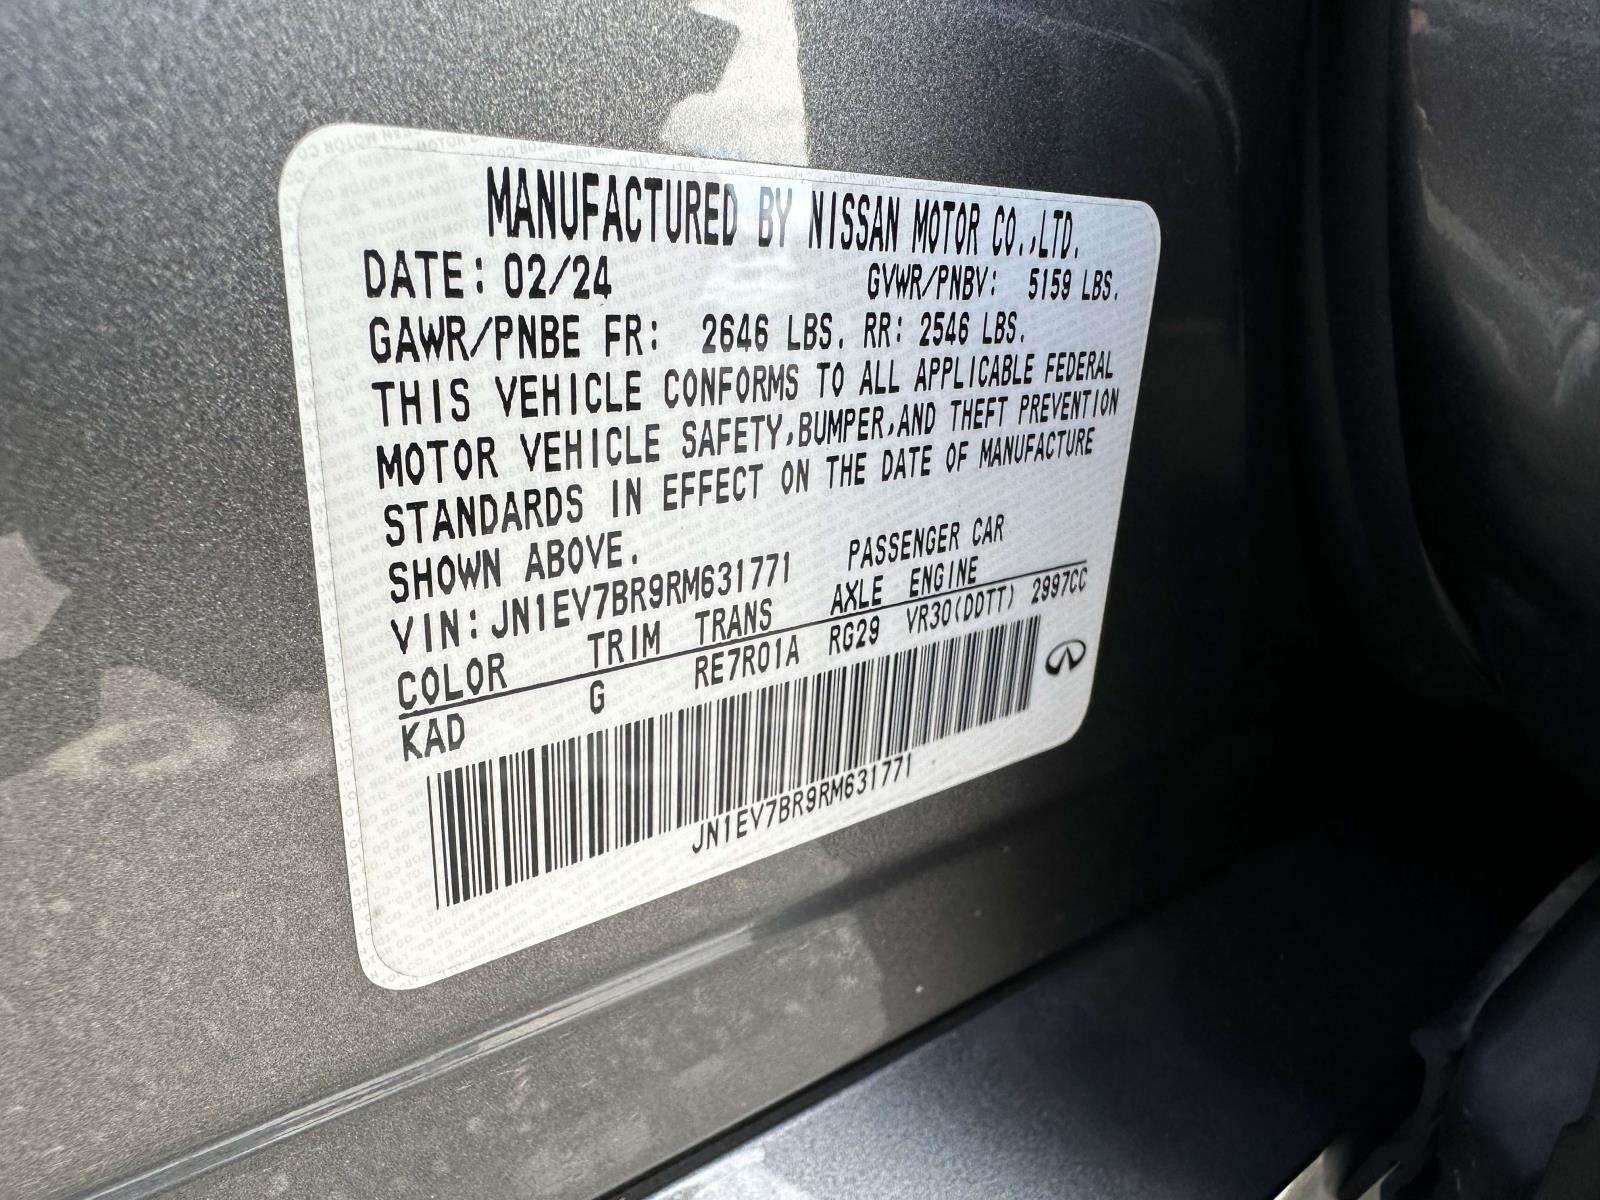 MANUFACTURED BY NISSAN MOTOR CO.,LTD.
DATE: 02/24 GVWR/PNBV: 5159 LBS.
GAWR/PNBE FR: 2646 LBS. RR: 2546 LBS.
THIS VEHICLE CONFORMS TO ALL APPLICABLE FEDERAL
MOTOR VEHICLE SAFETY,BUMPER,AND THEFT PREVENTION
STANDARDS IN EFFECT ON THE DATE OF MANUFACTURE
SHOWN ABOVE.
VIN: JN1EV7BR9RM631771 PASSENGER CAR
COLOR TRIM TRANS AXLE ENGINE
KAD G RE7R01A RG29 VR30(DDTT) 2997CC
JN1EV7BR9RM631771